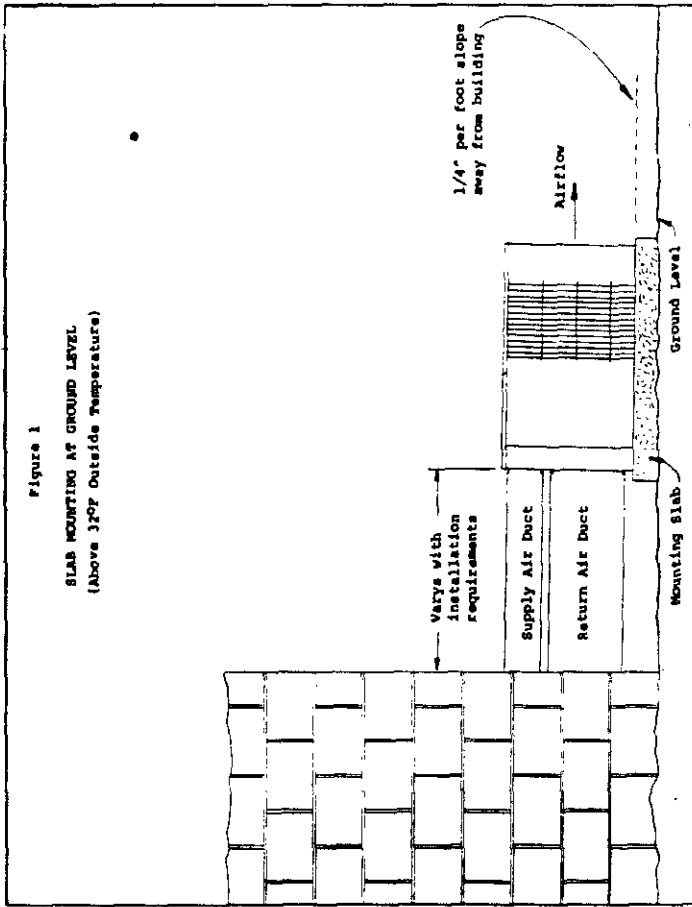 Figure 1
SLAB MOUNTING AT GROUND LEVEL
(Above 32°F Outside Temperature)
Varys with
installation
requirements
Supply Air Duct
Return Air Duct
Airflow
1/4" per foot slope
away from building
Mounting Slab
Ground Level